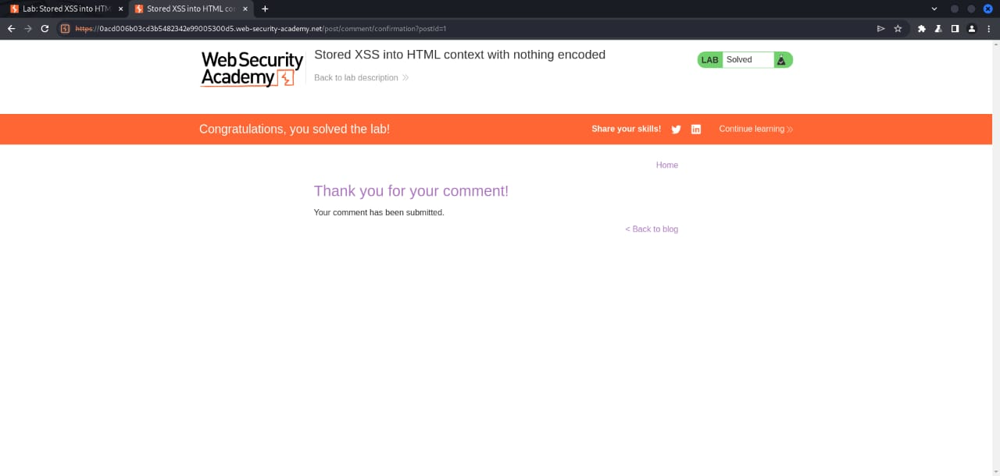 Lab: Stored XSS into HTM
Stored XSS into HTML co
https://0acd006b03cd3b5482342e99005300d5.web-security-academy.net/post/comment/confirmation?postId=1
Web Security
Academy
Stored XSS into HTML context with nothing encoded
Back to lab description
LAB Solved
Congratulations, you solved the lab!
Share your skills!
Continue learning
Home
Thank you for your comment!
Your comment has been submitted.
< Back to blog